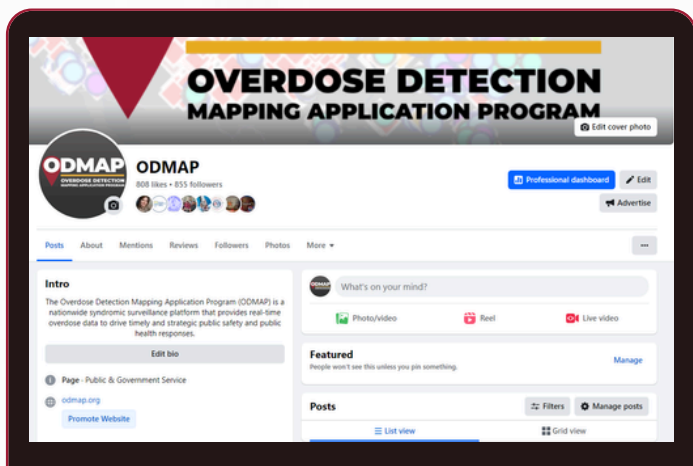 OVERDOSE DETECTION
MAPPING APPLICATION PROGRAM
Edit cover photo
ODMAP
OVERDOSE DETECTION
MAPPING APPLICATION PROGRAM
ODMAP
808 likes • 855 followers
Professional dashboard
Edit
Advertise
Posts About Mentions Reviews Followers Photos More
Intro
The Overdose Detection Mapping Application Program (ODMAP) is a
nationwide syndromic surveillance platform that provides real-time
overdose data to drive timely and strategic public safety and public
health responses.
Edit bio
Page · Public & Government Service
odmap.org
Promote Website
ODMAP
What's on your mind?
Photo/video Reel Live video
Featured
People won't see this unless you pin something.
Manage
Posts
Filters Manage posts
List view Grid view